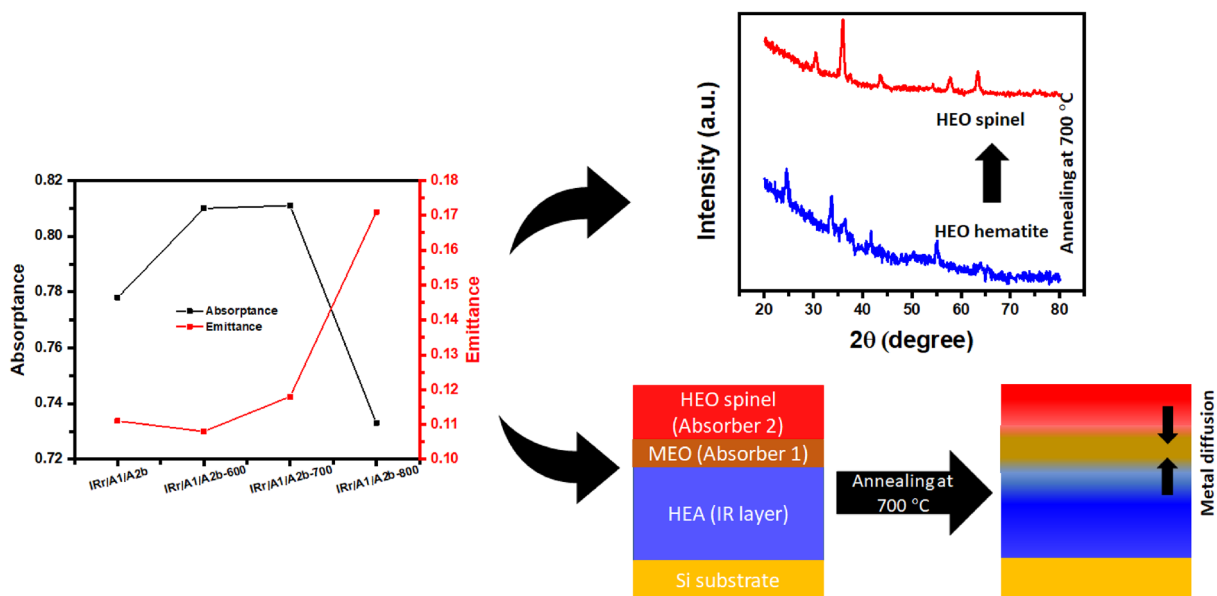 0.82
0.80
0.78
0.76
0.74
0.72
Absorptance
Absorptance
Emittance
0.18
0.17
0.16
0.15
0.14
0.13
0.12
0.11
0.10
Emittance
IRr/A1/A2b
IRr/A1/A2b-600
IRr/A1/A2b-700
IRr/A1/A2b-800
Intensity (a.u.)
HEO spinel
HEO hematite
Annealing at 700 °C
20
30
40
50
60
70
80
2θ (degree)
HEO spinel
(Absorber 2)
MEO (Absorber 1)
HEA (IR layer)
Si substrate
Annealing at
700 °C
Metal diffusion